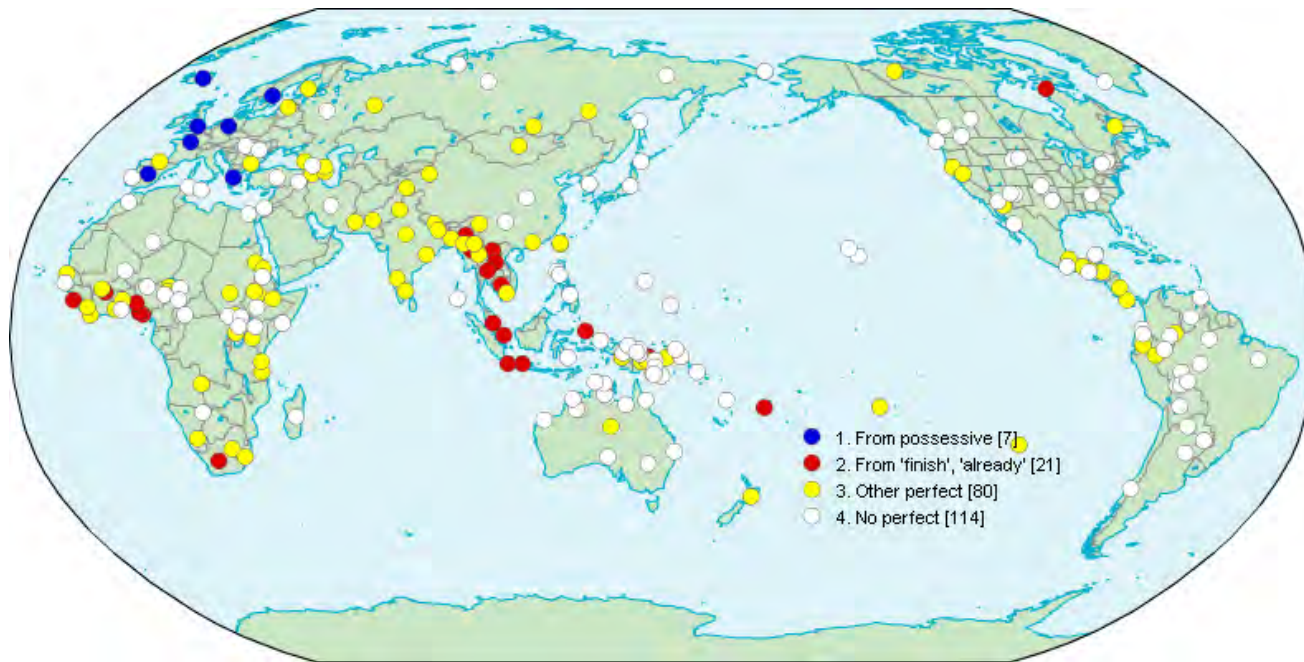 1. From possessive [7]
2. From 'finish', 'already' [21]
3. Other perfect [80]
4. No perfect [114]